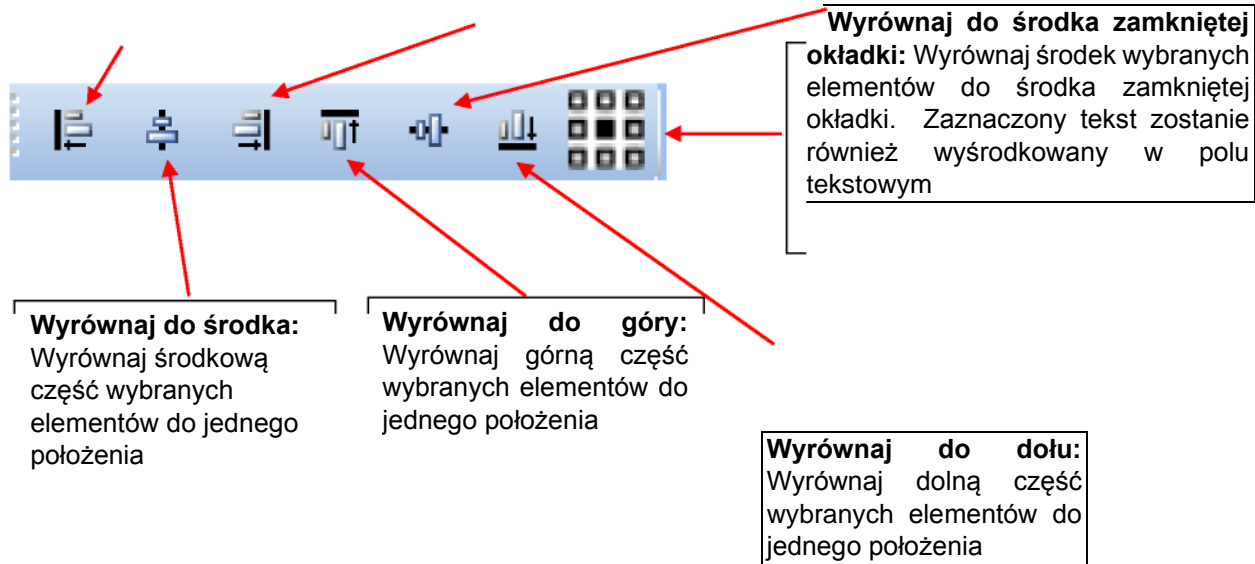 Wyrównaj do środka zamkniętej
okładki: Wyrównaj środek wybranych
elementów do środka zamkniętej
okładki. Zaznaczony tekst zostanie
również wyśrodkowany w polu
tekstowym
Wyrównaj do środka:
Wyrównaj środkową
część wybranych
elementów do jednego
położenia
Wyrównaj do góry:
Wyrównaj górną część
wybranych elementów do
jednego położenia
Wyrównaj do dołu:
Wyrównaj dolną część
wybranych elementów do
jednego położenia